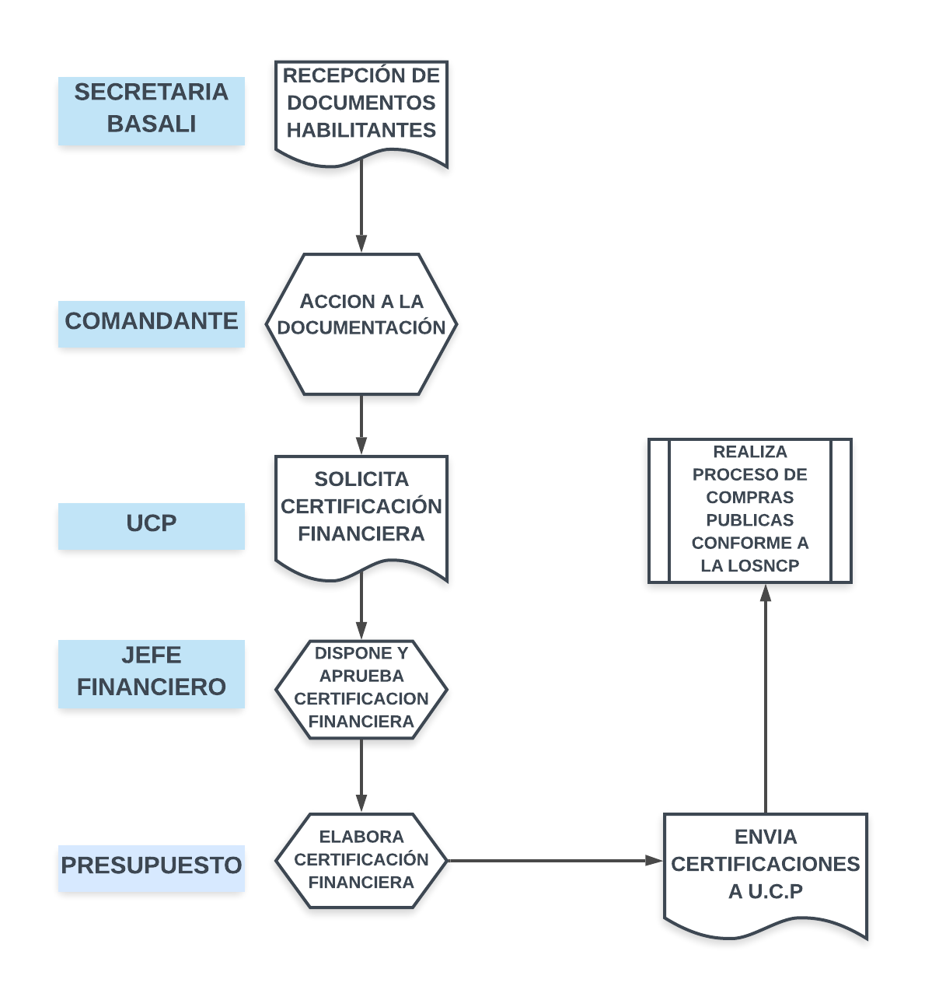 SECRETARIA
BASALI
RECEPCIÓN DE
DOCUMENTOS
HABILITANTES
COMANDANTE
ACCION A LA
DOCUMENTACIÓN
UCP
SOLICITA
CERTIFICACIÓN
FINANCIERA
JEFE
FINANCIERO
DISPONE Y
APRUEBA
CERTIFICACION
FINANCIERA
PRESUPUESTO
ELABORA
CERTIFICACIÓN
FINANCIERA
ENVIA
CERTIFICACIONES
A U.C.P
REALIZA
PROCESO DE
COMPRAS
PUBLICAS
CONFORME A
LA LOSNCP